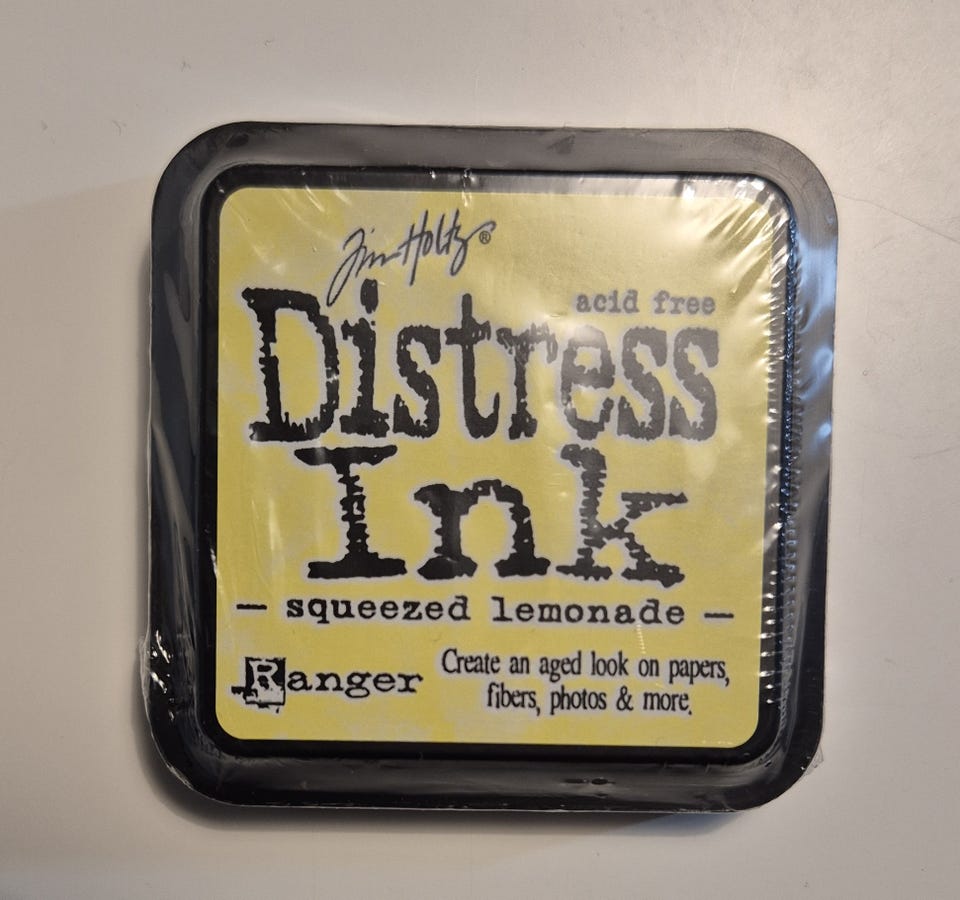 Tim Holtz®
acid free
Distress
Ink
— squeezed lemonade —
Ranger
Create an aged look on papers,
fibers, photos & more.